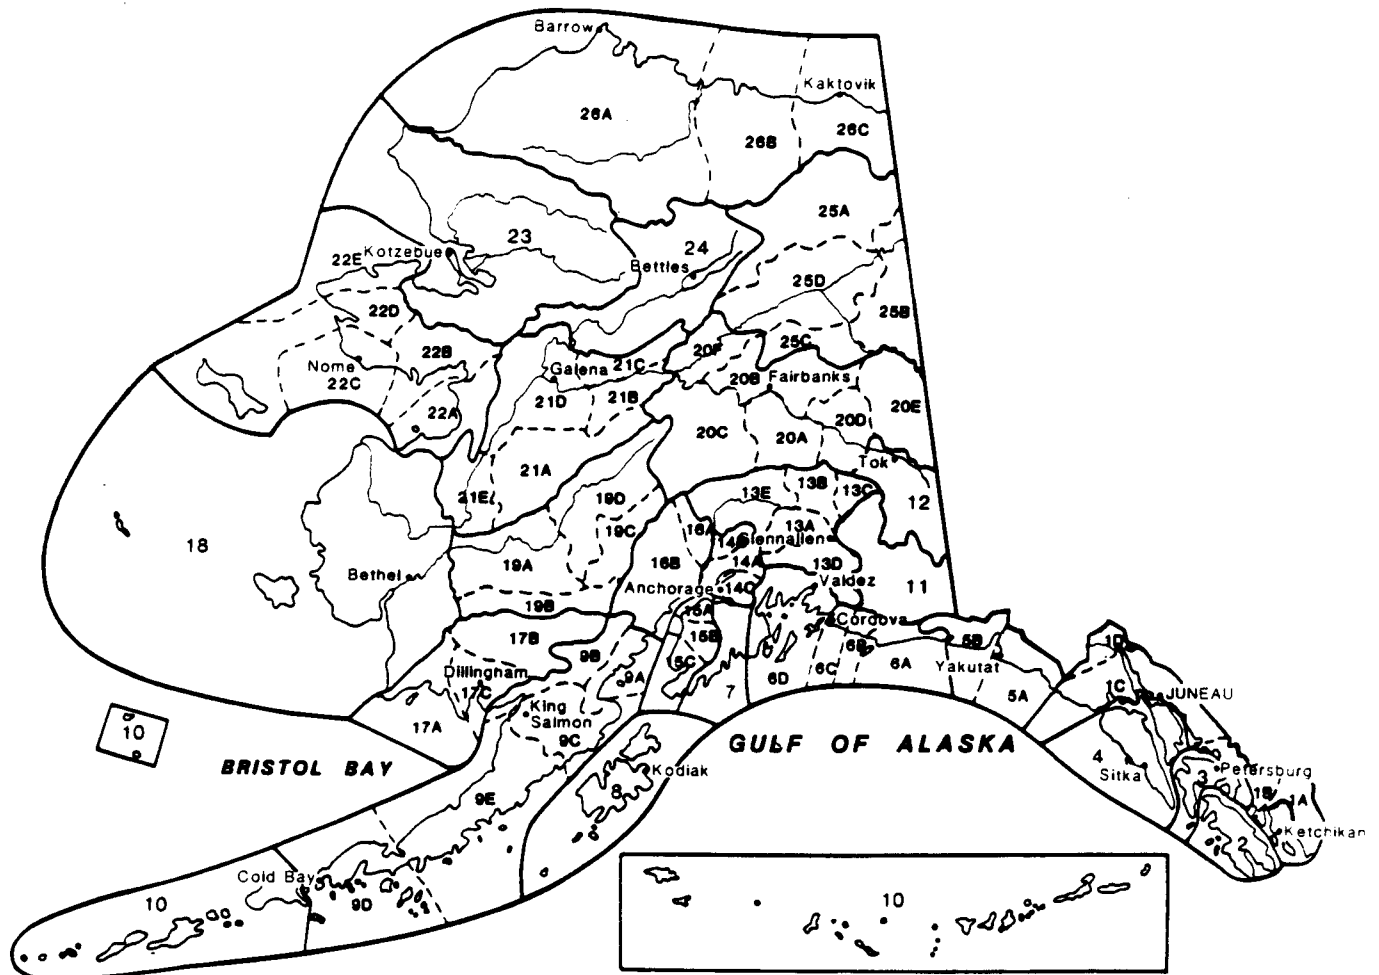 Barrow
Kaktovik
26A
26B
26C
25A
23
24
Kotzebue
22E
Bettles
25D
22D
25B
22B
20F
25C
Nome
22C
Galena
21C
20B
Fairbanks
22A
21D
21B
20E
20D
20C
20A
21A
Tok
21E
19D
13E
13B
13C
12
18
19C
16A
13A
14B
Glennallen
19A
16B
14A
13D
Bethel
Anchorage
14C
Valdez
11
19B
15A
Cordova
17B
15B
6B
5B
1D
9B
15C
Dillingham
17C
9A
7
6D
6C
6A
Yakutat
5A
1C
JUNEAU
17A
King
Salmon
9C
10
BRISTOL BAY
GULF OF ALASKA
4
Sitka
3
Petersburg
Kodiak
8
9E
1B
1A
2
Ketchikan
Cold Bay
9D
10
10